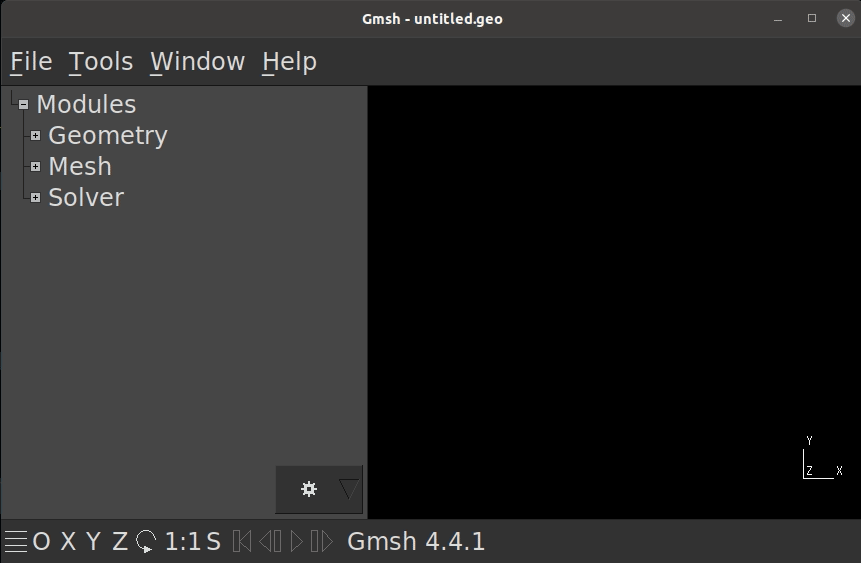 Gmsh - untitled.geo
File Tools Window Help
Modules
Geometry
Mesh
Solver
Y
Z X
O X Y Z 1:1 S Gmsh 4.4.1